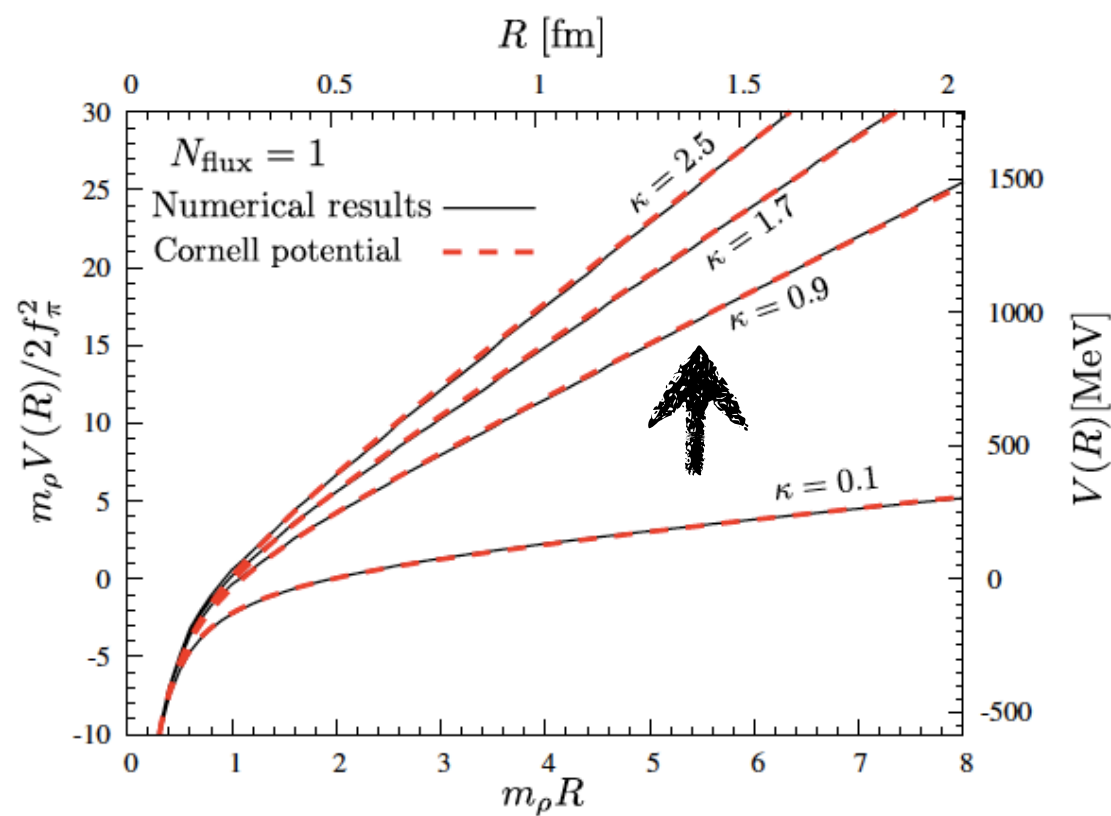 R [fm]
0 0.5 1 1.5 2
30
25
20
15
10
5
0
-5
-10
m_ρ V(R)/2f_π^2
N_flux = 1
Numerical results
Cornell potential
κ = 2.5
κ = 1.7
κ = 0.9
κ = 0.1
1500
1000
500
0
-500
V(R)[MeV]
0 1 2 3 4 5 6 7 8
m_ρ R